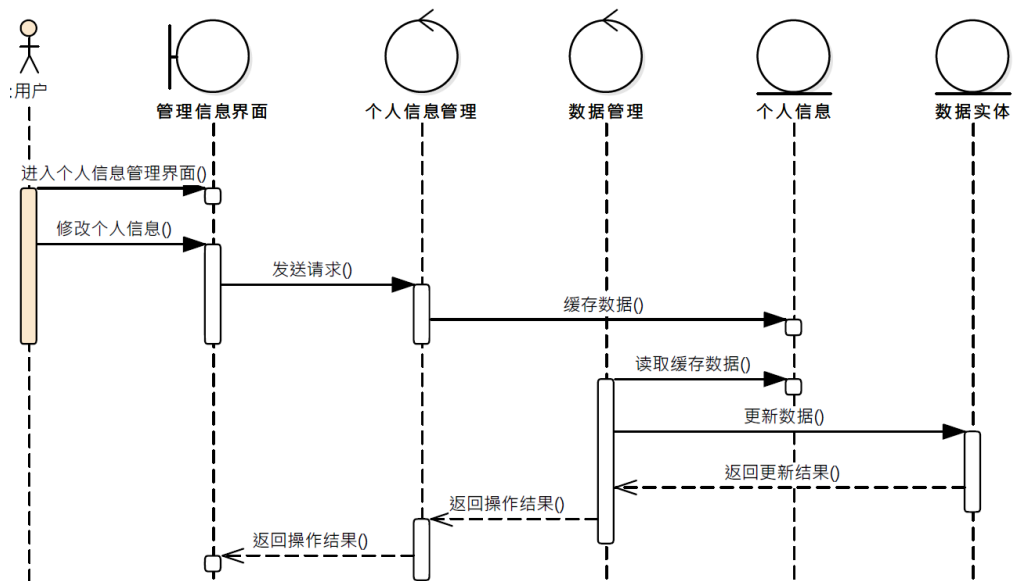 :用户
管理信息界面
个人信息管理
数据管理
个人信息
数据实体
进入个人信息管理界面()
修改个人信息()
发送请求()
缓存数据()
读取缓存数据()
更新数据()
返回更新结果()
返回操作结果()
返回操作结果()